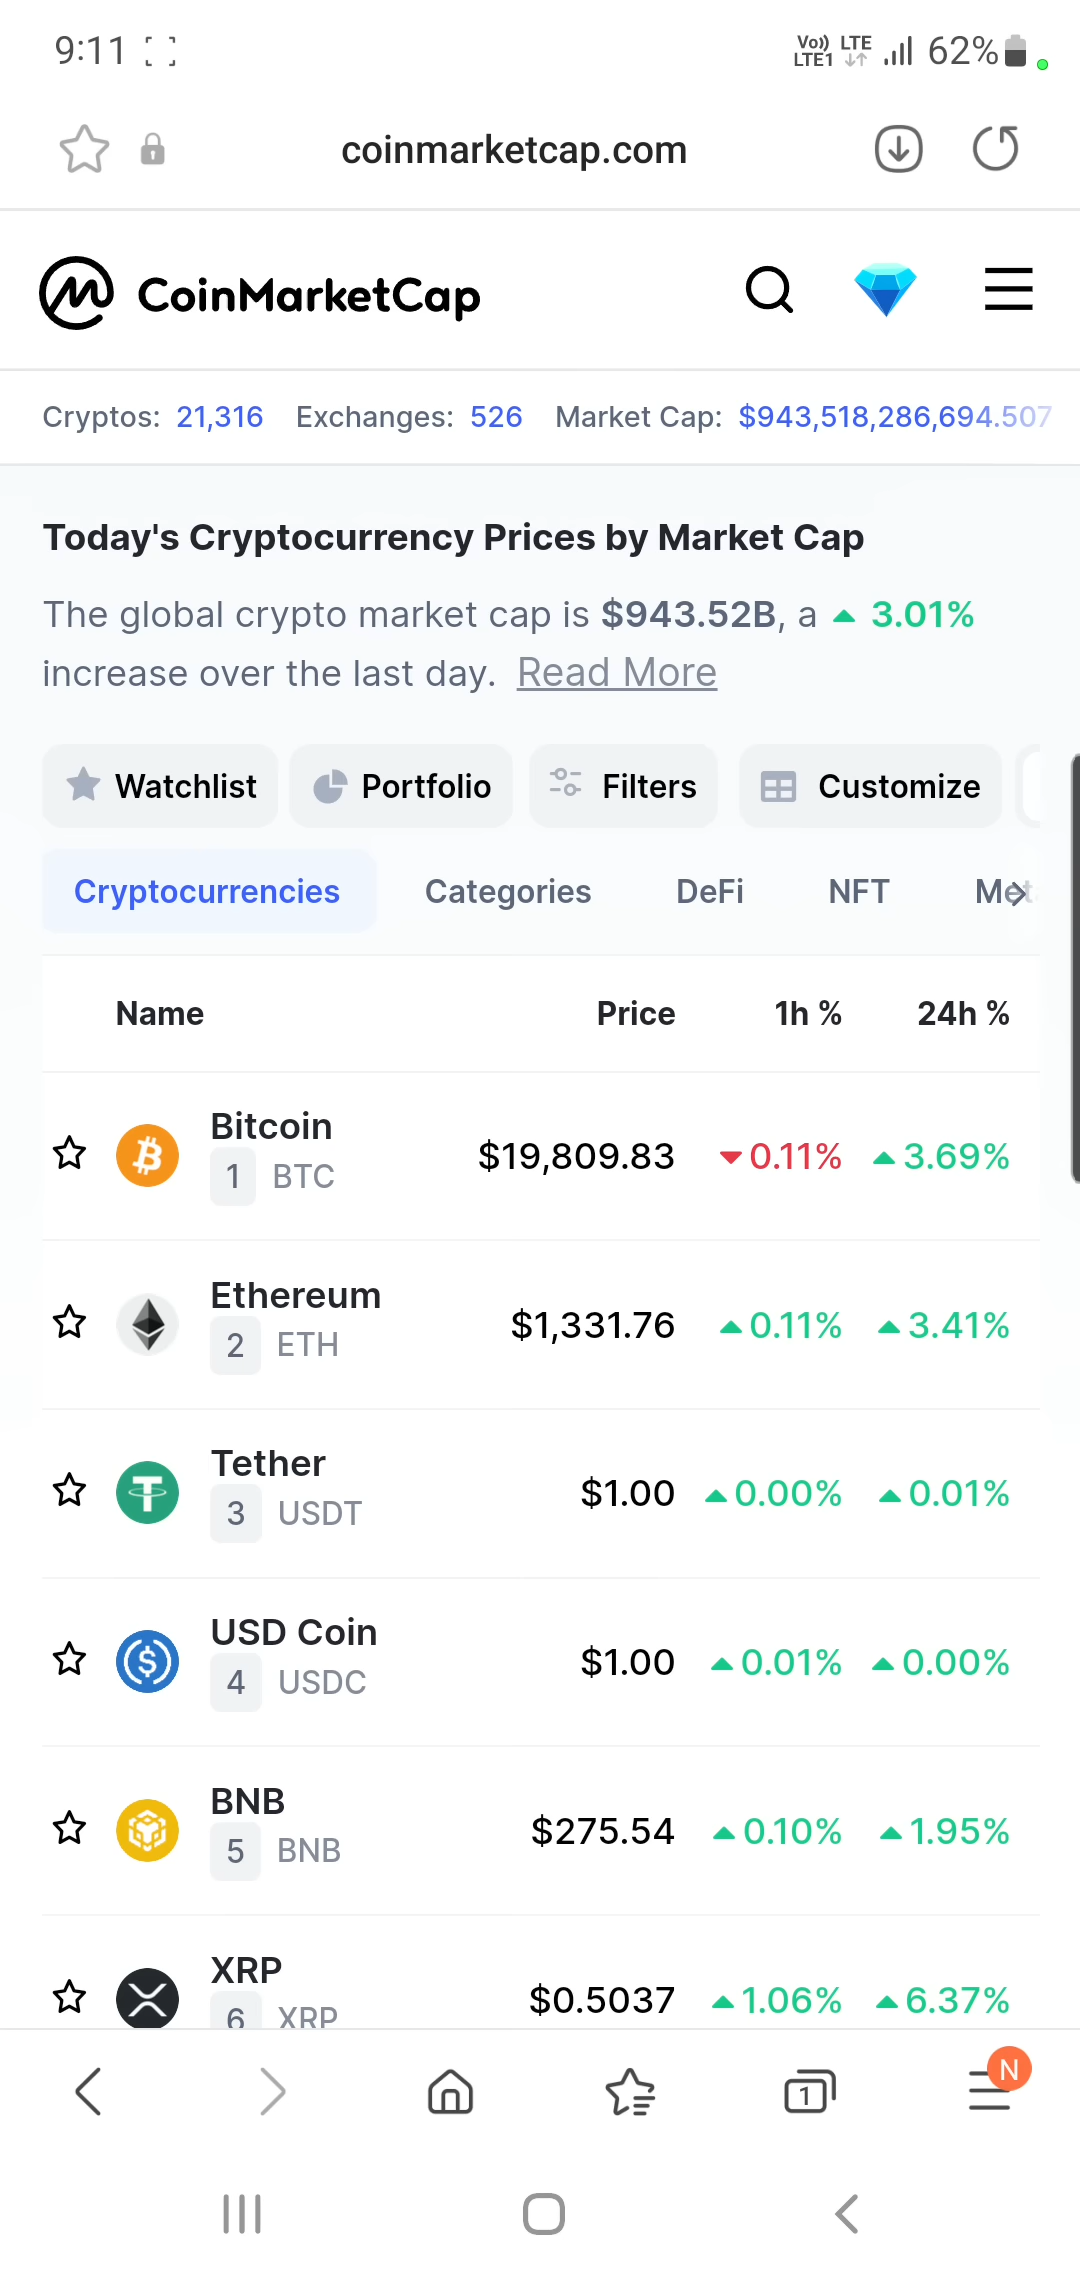 9:11 Vo)) LTE1 LTE 62%
coinmarketcap.com
CoinMarketCap
Cryptos: 21,316 Exchanges: 526 Market Cap: $943,518,286,694.507
Today's Cryptocurrency Prices by Market Cap
The global crypto market cap is $943.52B, a ▲ 3.01%
increase over the last day. Read More
Watchlist Portfolio Filters Customize
Cryptocurrencies Categories DeFi NFT Met
Name Price 1h % 24h %
Bitcoin
1 BTC $19,809.83 ▼ 0.11% ▲ 3.69%
Ethereum
2 ETH $1,331.76 ▲ 0.11% ▲ 3.41%
Tether
3 USDT $1.00 ▲ 0.00% ▲ 0.01%
USD Coin
4 USDC $1.00 ▲ 0.01% ▲ 0.00%
BNB
5 BNB $275.54 ▲ 0.10% ▲ 1.95%
XRP
6 XRP $0.5037 ▲ 1.06% ▲ 6.37%
1 N